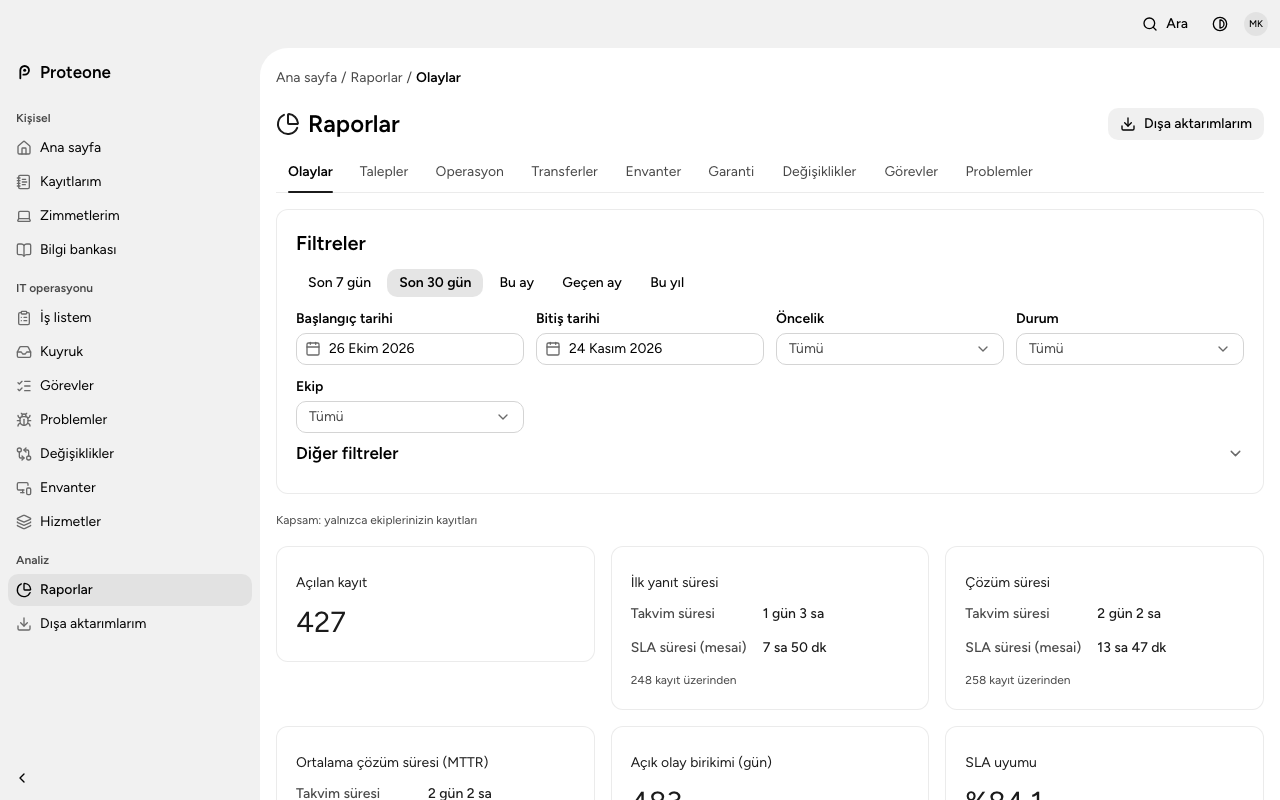 Ara
MK
Proteone
Kişisel
Ana sayfa
Kayıtlarım
Zimmetlerim
Bilgi bankası
IT operasyonu
İş listem
Kuyruk
Görevler
Problemler
Değişiklikler
Envanter
Hizmetler
Analiz
Raporlar
Dışa aktarımlarım
Ana sayfa / Raporlar / Olaylar
Raporlar
Dışa aktarımlarım
Olaylar Talepler Operasyon Transferler Envanter Garanti Değişiklikler Görevler Problemler
Filtreler
Son 7 gün Son 30 gün Bu ay Geçen ay Bu yıl
Başlangıç tarihi Bitiş tarihi Öncelik Durum
26 Ekim 2026 24 Kasım 2026 Tümü Tümü
Ekip
Tümü
Diğer filtreler
Kapsam: yalnızca ekiplerinizin kayıtları
Açılan kayıt
427
İlk yanıt süresi
Takvim süresi 1 gün 3 sa
SLA süresi (mesai) 7 sa 50 dk
248 kayıt üzerinden
Çözüm süresi
Takvim süresi 2 gün 2 sa
SLA süresi (mesai) 13 sa 47 dk
258 kayıt üzerinden
Ortalama çözüm süresi (MTTR)
Takvim süresi 2 gün 2 sa
Açık olay birikimi (gün)
SLA uyumu